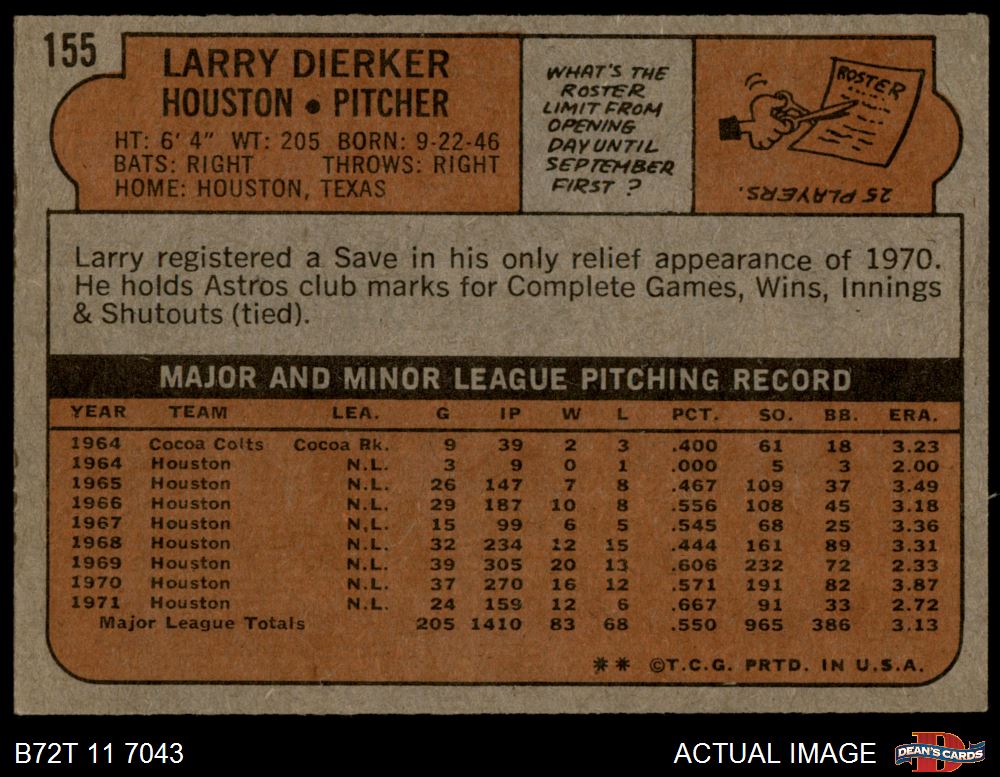 155
LARRY DIERKER
HOUSTON • PITCHER
HT: 6' 4" WT: 205 BORN: 9-22-46
BATS: RIGHT THROWS: RIGHT
HOME: HOUSTON, TEXAS
WHAT'S THE
ROSTER
LIMIT FROM
OPENING
DAY UNTIL
SEPTEMBER
FIRST ?
ROSTER
25 PLAYERS.
Larry registered a Save in his only relief appearance of 1970.
He holds Astros club marks for Complete Games, Wins, Innings
& Shutouts (tied).
MAJOR AND MINOR LEAGUE PITCHING RECORD
YEAR TEAM LEA. G IP W L PCT. SO. BB. ERA.
1964 Cocoa Colts Cocoa Rk. 9 39 2 3 .400 61 18 3.23
1964 Houston N.L. 3 9 0 1 .000 5 3 2.00
1965 Houston N.L. 26 147 7 8 .467 109 37 3.49
1966 Houston N.L. 29 187 10 8 .556 108 45 3.18
1967 Houston N.L. 15 99 6 5 .545 68 25 3.36
1968 Houston N.L. 32 234 12 15 .444 161 89 3.31
1969 Houston N.L. 39 305 20 13 .606 232 72 2.33
1970 Houston N.L. 37 270 16 12 .571 191 82 3.87
1971 Houston N.L. 24 159 12 6 .667 91 33 2.72
Major League Totals 205 1410 83 68 .550 965 386 3.13
** ©T.C.G. PRTD. IN U.S.A.
B72T 11 7043
ACTUAL IMAGE
D
DEAN'S CARDS